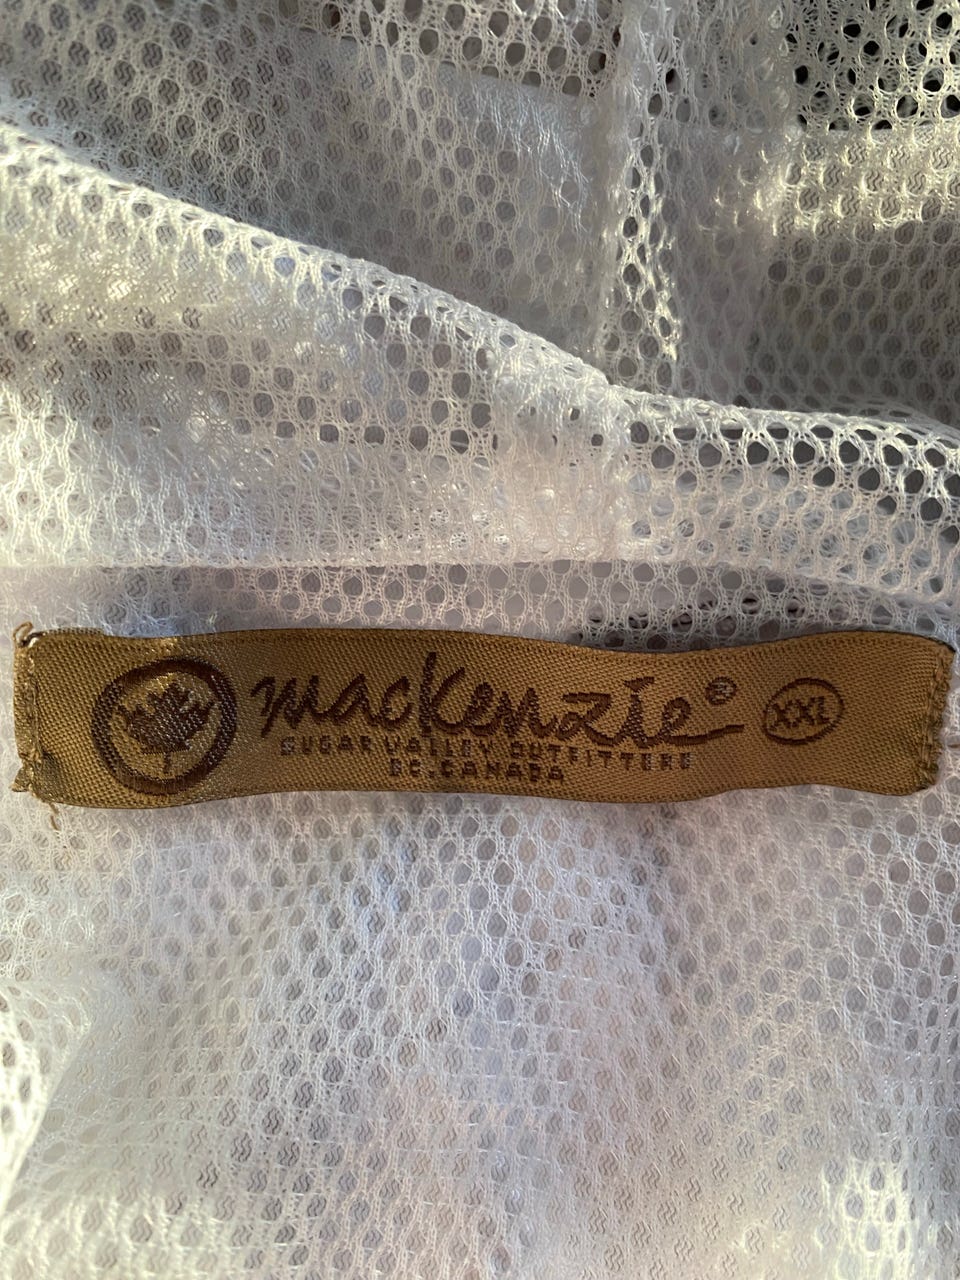 mackenzie® XXL
SUGAR VALLEY OUTFITTERS
BC.CANADA